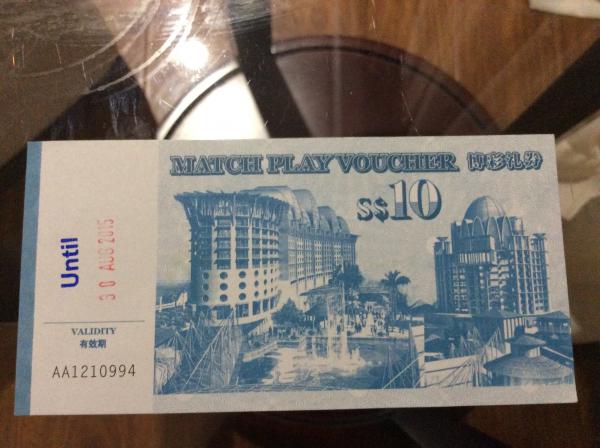 MATCH PLAY VOUCHER 博彩礼券
S$10
Until
30 AUG 2015
VALIDITY
有效期
AA1210994